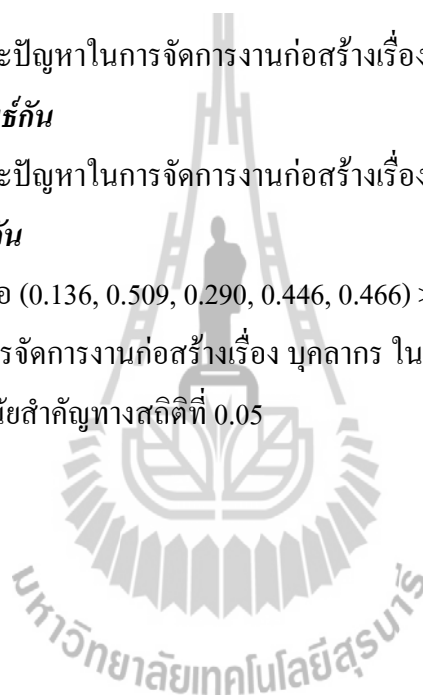 ะปัญหาในการจัดการงานก่อสร้างเรื่อง
ธ์กัน
ะปัญหาในการจัดการงานก่อสร้างเรื่อง
กัน
อ (0.136, 0.509, 0.290, 0.446, 0.466) >
รจัดการงานก่อสร้างเรื่อง บุคลากร ใน
นัยสำคัญทางสถิติที่ 0.05
มหาวิทยาลัยเทคโนโลยีสุรนารี